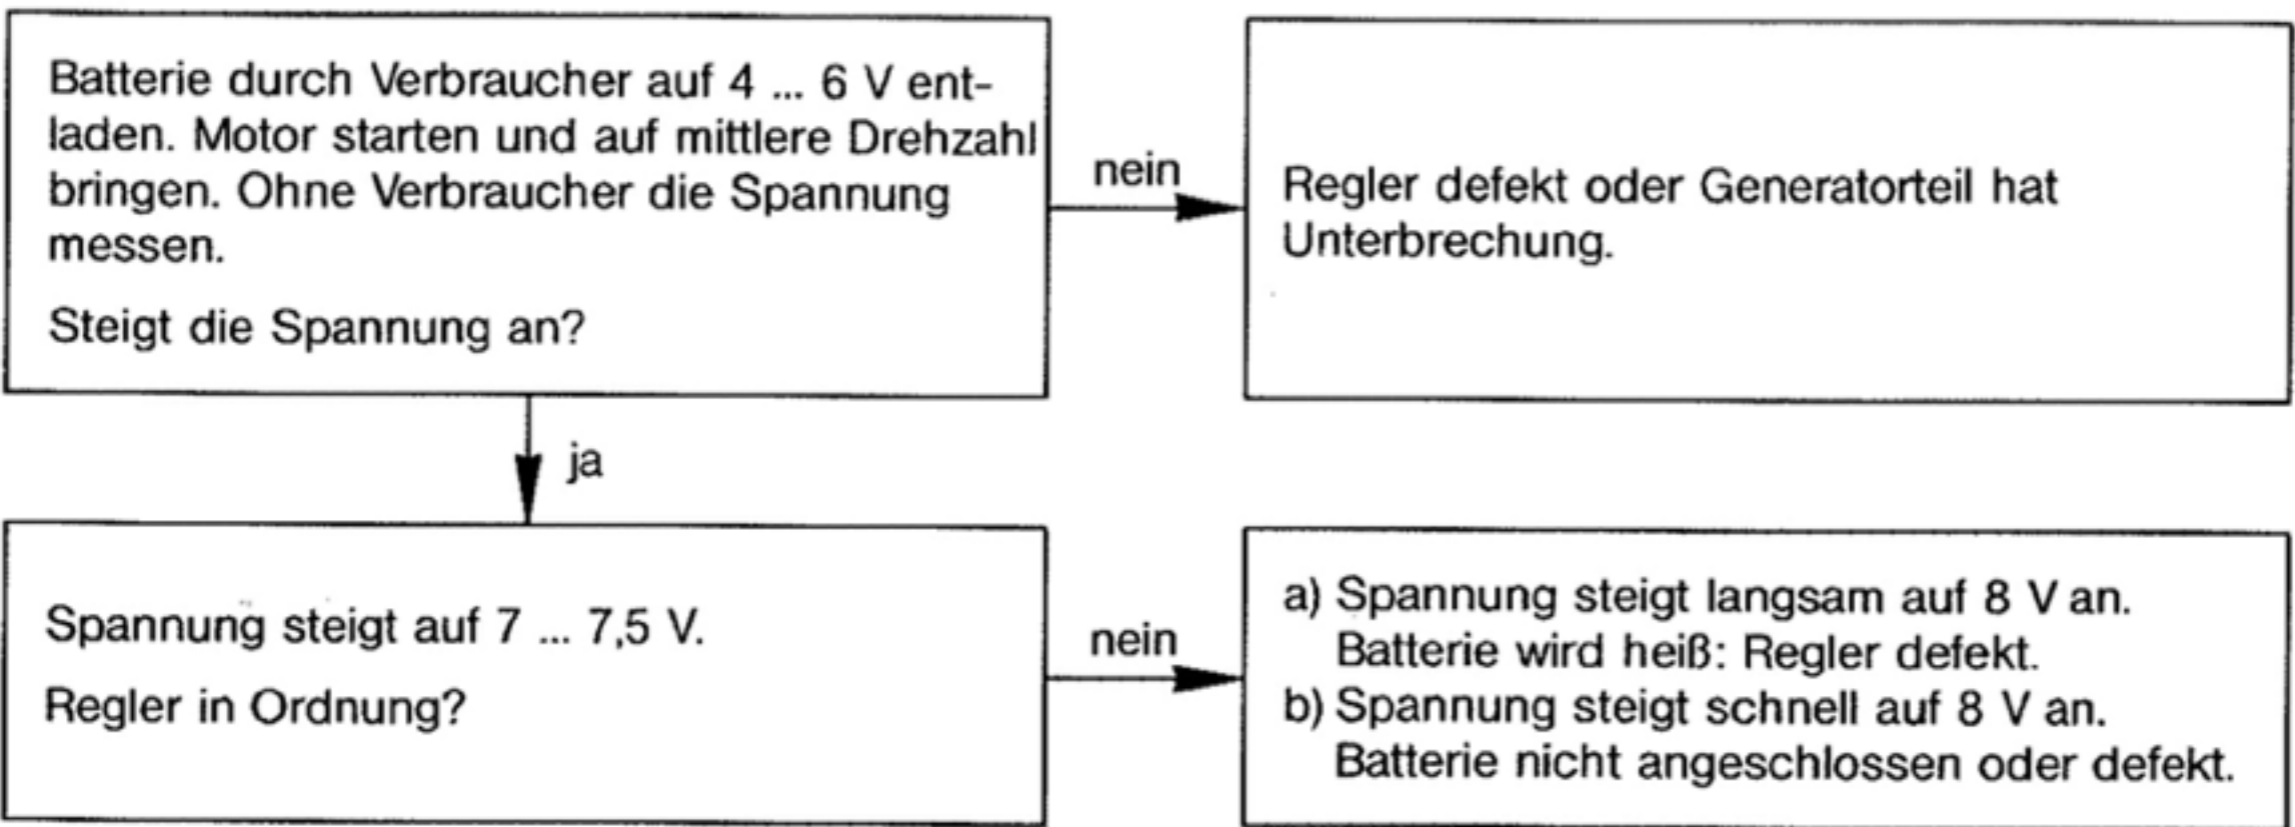 Batterie durch Verbraucher auf 4 ... 6 V ent-
laden. Motor starten und auf mittlere Drehzahl
bringen. Ohne Verbraucher die Spannung
messen.
Steigt die Spannung an?
nein
Regler defekt oder Generatorteil hat
Unterbrechung.
ja
Spannung steigt auf 7 ... 7,5 V.
Regler in Ordnung?
nein
a) Spannung steigt langsam auf 8 V an.
Batterie wird heiß: Regler defekt.
b) Spannung steigt schnell auf 8 V an.
Batterie nicht angeschlossen oder defekt.